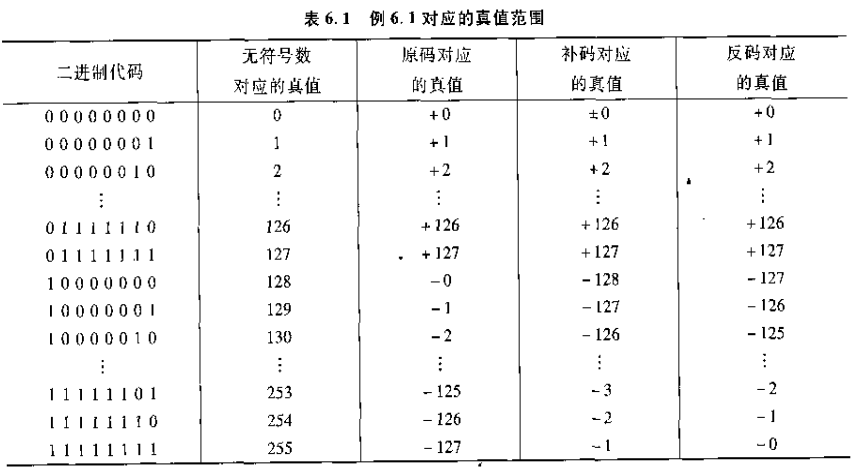 表 6.1 例 6.1 对应的真值范围
二进制代码 无符号数对应的真值 原码对应的真值 补码对应的真值 反码对应的真值
00000000 0 +0 ±0 +0
00000001 1 +1 +1 +1
00000010 2 +2 +2 +2
⋮ ⋮ ⋮ ⋮ ⋮
01111110 126 +126 +126 +126
01111111 127 +127 +127 +127
10000000 128 -0 -128 -127
10000001 129 -1 -127 -126
10000010 130 -2 -126 -125
⋮ ⋮ ⋮ ⋮ ⋮
11111101 253 -125 -3 -2
11111110 254 -126 -2 -1
11111111 255 -127 -1 -0